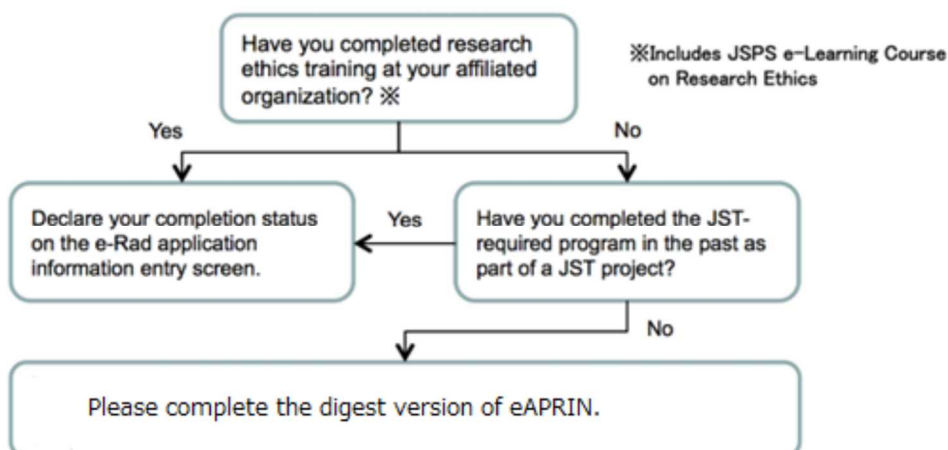 Have you completed research
ethics training at your affiliated
organization? ※
※Includes JSPS e-Learning Course
on Research Ethics
Yes
No
Declare your completion status
on the e-Rad application
information entry screen.
Yes
Have you completed the JST-
required program in the past as
part of a JST project?
No
Please complete the digest version of eAPRIN.